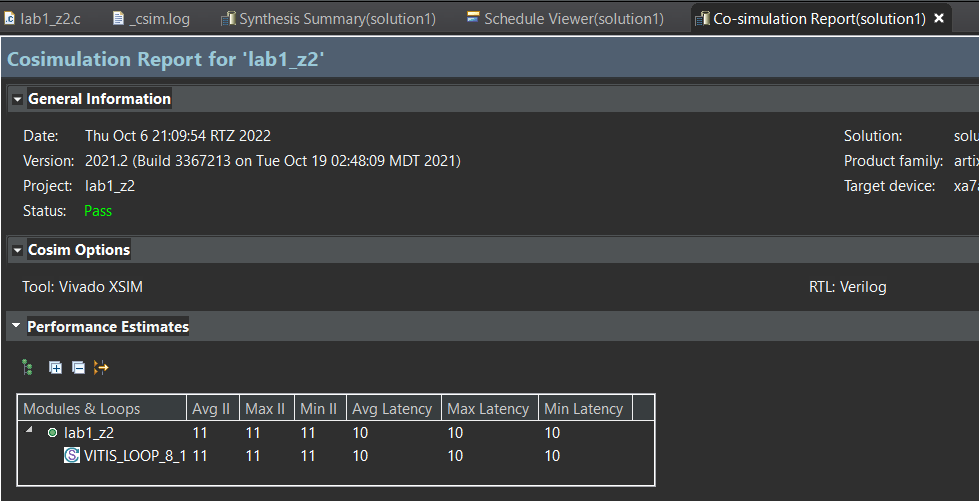 lab1_z2.c _csim.log Synthesis Summary(solution1) Schedule Viewer(solution1) Co-simulation Report(solution1)
Cosimulation Report for 'lab1_z2'
General Information
Date: Thu Oct 6 21:09:54 RTZ 2022 Solution: solu
Version: 2021.2 (Build 3367213 on Tue Oct 19 02:48:09 MDT 2021) Product family: artix
Project: lab1_z2 Target device: xa7a
Status: Pass
Cosim Options
Tool: Vivado XSIM RTL: Verilog
Performance Estimates
Modules & Loops Avg II Max II Min II Avg Latency Max Latency Min Latency
lab1_z2 11 11 11 10 10 10
VITIS_LOOP_8_1 11 11 11 10 10 10